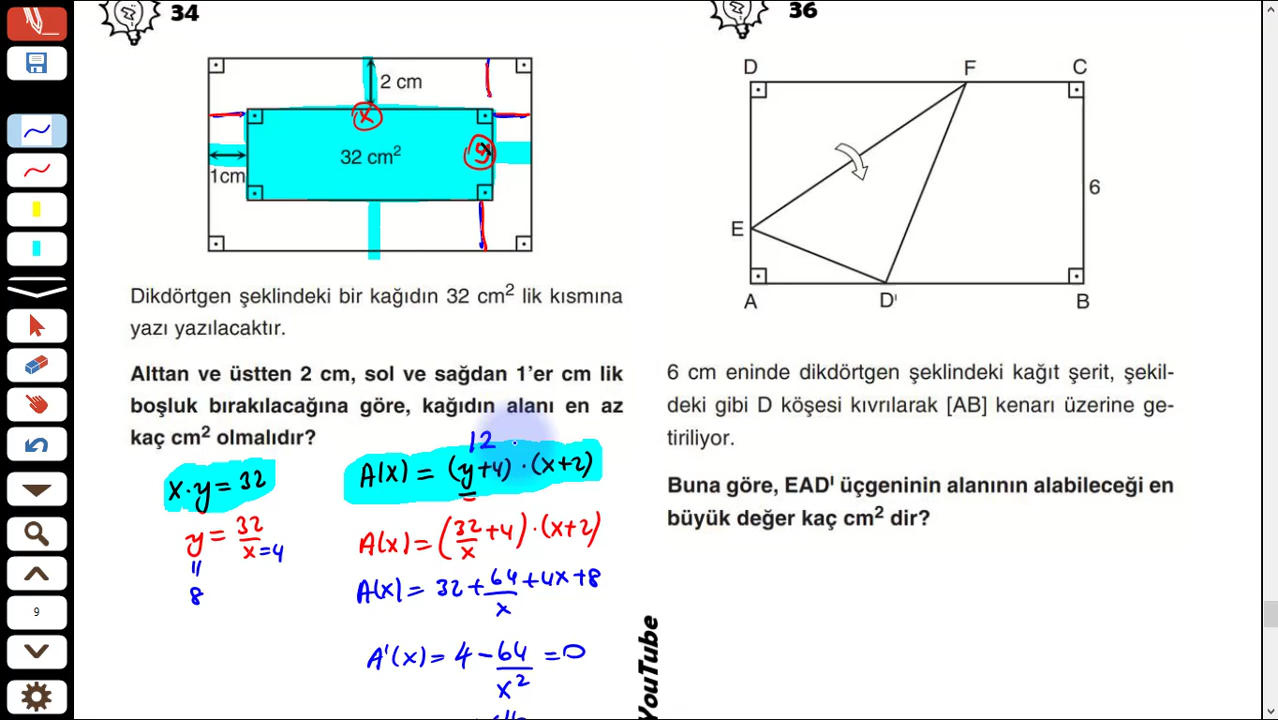 34
2 cm
x
y
32 cm²
1cm
Dikdörtgen şeklindeki bir kağıdın 32 cm² lik kısmına
yazı yazılacaktır.
Alttan ve üstten 2 cm, sol ve sağdan 1'er cm lik
boşluk bırakılacağına göre, kağıdın alanı en az
kaç cm² olmalıdır?
x·y = 32
y = 32/x = 4
"
8
12
A(x) = (y+4)·(x+2)
A(x) = (32/x + 4)·(x+2)
A(x) = 32 + 64/x + 4x + 8
A'(x) = 4 - 64/x² = 0
36
D
F
C
6
E
A
D'
B
6 cm eninde dikdörtgen şeklindeki kağıt şerit, şekil-
deki gibi D köşesi kıvrılarak [AB] kenarı üzerine ge-
tiriliyor.
Buna göre, EAD' üçgeninin alanının alabileceği en
büyük değer kaç cm² dir?
YouTube
9